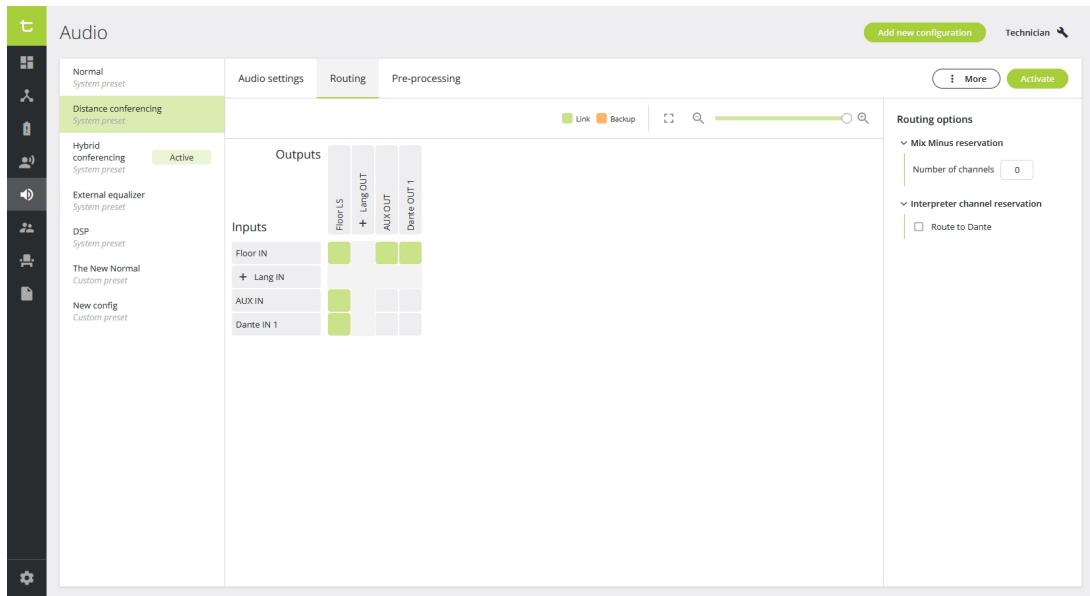 t
Audio
Add new configuration
Technician
Normal
System preset
Distance conferencing
System preset
Hybrid
conferencing
Active
System preset
External equalizer
System preset
DSP
System preset
The New Normal
Custom preset
New config
Custom preset
Audio settings
Routing
Pre-processing
More
Activate
Link
Backup
Outputs
Inputs
Floor LS
+ Lang OUT
AUX OUT
Dante OUT 1
Floor IN
+ Lang IN
AUX IN
Dante IN 1
Routing options
Mix Minus reservation
Number of channels 0
Interpreter channel reservation
Route to Dante